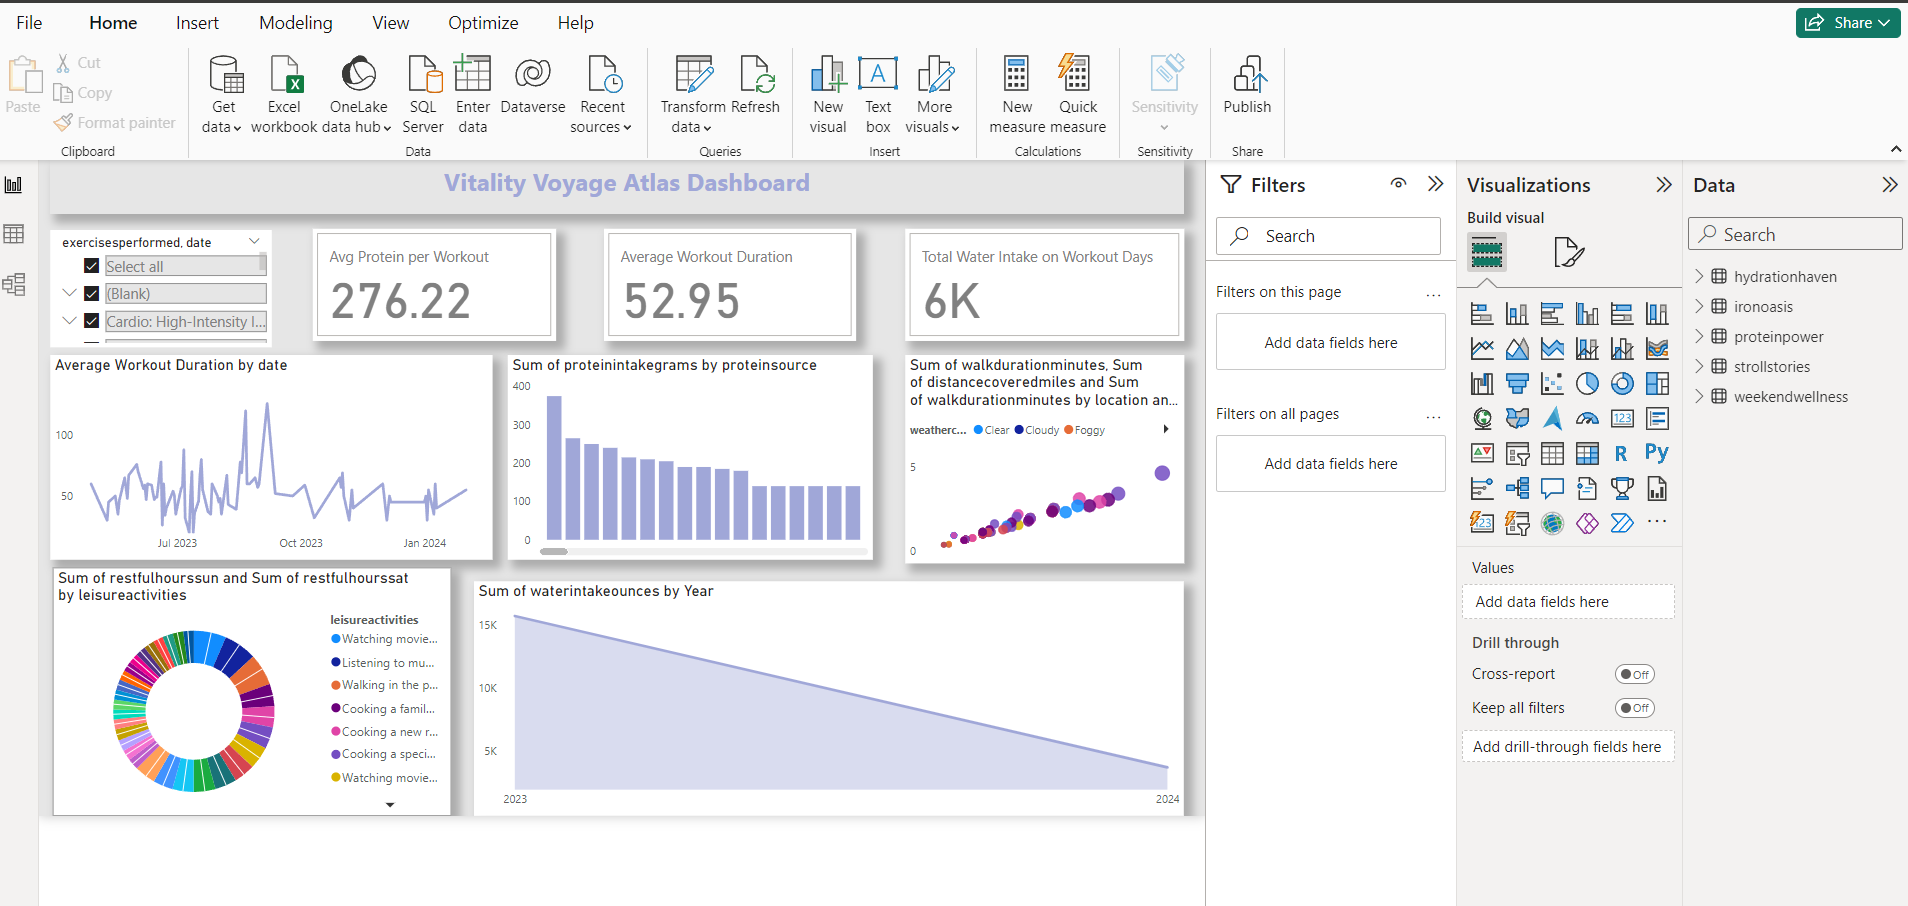 File Home Insert Modeling View Optimize Help Share
Paste
Cut
Copy
Format painter
Clipboard
Get data
Excel workbook
OneLake data hub
SQL Server
Enter data
Dataverse
Recent sources
Data
Transform data
Refresh
Queries
New visual
Text box
A
More visuals
Insert
New measure
Quick measure
Calculations
Sensitivity
Sensitivity
Publish
Share
Vitality Voyage Atlas Dashboard
exercisesperformed, date
Select all
(Blank)
Cardio: High-Intensity I...
Avg Protein per Workout
276.22
Average Workout Duration
52.95
Total Water Intake on Workout Days
6K
Average Workout Duration by date
100
50
Jul 2023 Oct 2023 Jan 2024
Sum of proteinintakegrams by proteinsource
400
300
200
100
0
Sum of walkdurationminutes, Sum
of distancecoveredmiles and Sum
of walkdurationminutes by location an...
weatherc... Clear Cloudy Foggy
5
0
Sum of restfulhourssun and Sum of restfulhourssat
by leisureactivities
leisureactivities
Watching movie...
Listening to mu...
Walking in the p...
Cooking a famil...
Cooking a new r...
Cooking a speci...
Watching movie...
Sum of waterintakeounces by Year
15K
10K
5K
2023 2024
Filters
Search
Filters on this page ...
Add data fields here
Filters on all pages ...
Add data fields here
Visualizations
Build visual
123
R Py
123
...
Values
Add data fields here
Drill through
Cross-report Off
Keep all filters Off
Add drill-through fields here
Data
Search
hydrationhaven
ironoasis
proteinpower
strollstories
weekendwellness